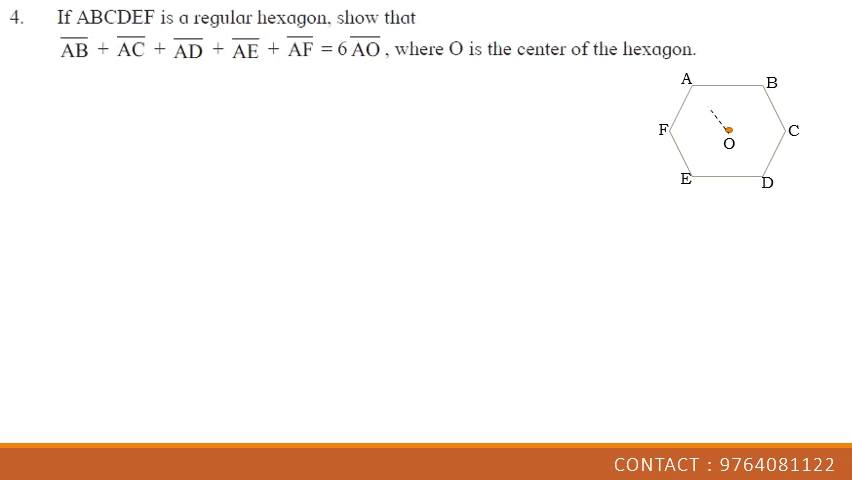 4. If ABCDEF is a regular hexagon, show that
AB + AC + AD + AE + AF = 6 AO , where O is the center of the hexagon.
A
B
F
C
O
E
D
CONTACT : 9764081122